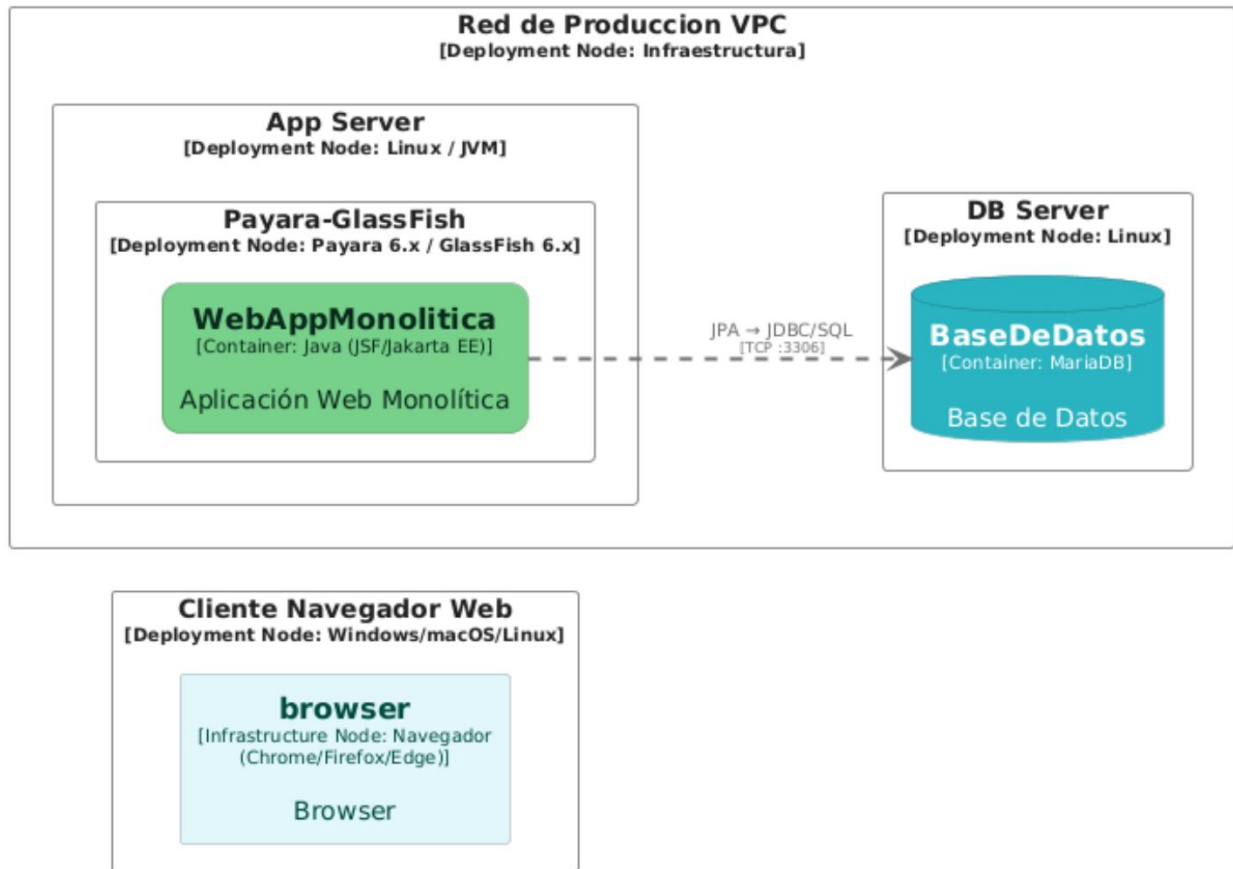 Red de Produccion VPC
[Deployment Node: Infraestructura]
App Server
[Deployment Node: Linux / JVM]
Payara-GlassFish
[Deployment Node: Payara 6.x / GlassFish 6.x]
WebAppMonolitica
[Container: Java (JSF/Jakarta EE)]
Aplicación Web Monolítica
JPA → JDBC/SQL
[TCP :3306]
DB Server
[Deployment Node: Linux]
BaseDeDatos
[Container: MariaDB]
Base de Datos
Cliente Navegador Web
[Deployment Node: Windows/macOS/Linux]
browser
[Infrastructure Node: Navegador
(Chrome/Firefox/Edge)]
Browser